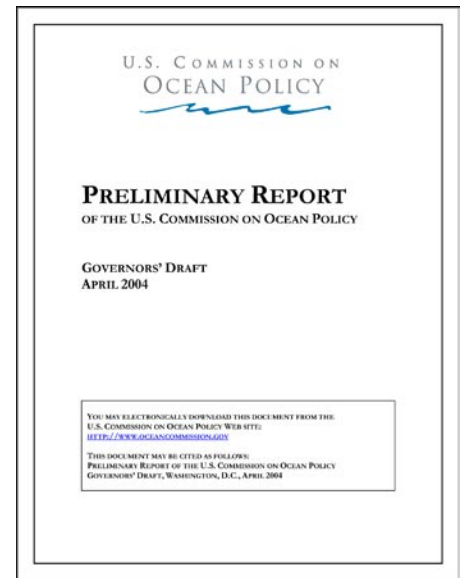 U.S. COMMISSION ON
OCEAN POLICY
PRELIMINARY REPORT
OF THE U.S. COMMISSION ON OCEAN POLICY
GOVERNORS' DRAFT
APRIL 2004
YOU MAY ELECTRONICALLY DOWNLOAD THIS DOCUMENT FROM THE
U.S. COMMISSION ON OCEAN POLICY WEB SITE:
HTTP://WWW.OCEANCOMMISSION.GOV
THIS DOCUMENT MAY BE CITED AS FOLLOWS:
PRELIMINARY REPORT OF THE U.S. COMMISSION ON OCEAN POLICY
GOVERNORS' DRAFT, WASHINGTON, D.C., APRIL 2004